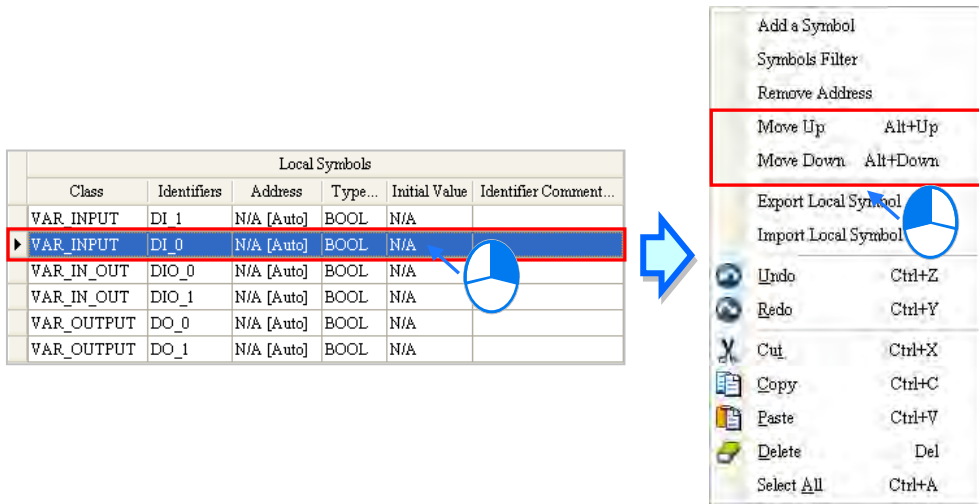 Local Symbols
Class Identifiers Address Type... Initial Value Identifier Comment...
VAR_INPUT DI_1 N/A [Auto] BOOL N/A
VAR_INPUT DI_0 N/A [Auto] BOOL N/A
VAR_IN_OUT DIO_0 N/A [Auto] BOOL N/A
VAR_IN_OUT DIO_1 N/A [Auto] BOOL N/A
VAR_OUTPUT DO_0 N/A [Auto] BOOL N/A
VAR_OUTPUT DO_1 N/A [Auto] BOOL N/A
Add a Symbol
Symbols Filter
Remove Address
Move Up Alt+Up
Move Down Alt+Down
Export Local Symbol
Import Local Symbol
Undo Ctrl+Z
Redo Ctrl+Y
Cut Ctrl+X
Copy Ctrl+C
Paste Ctrl+V
Delete Del
Select All Ctrl+A